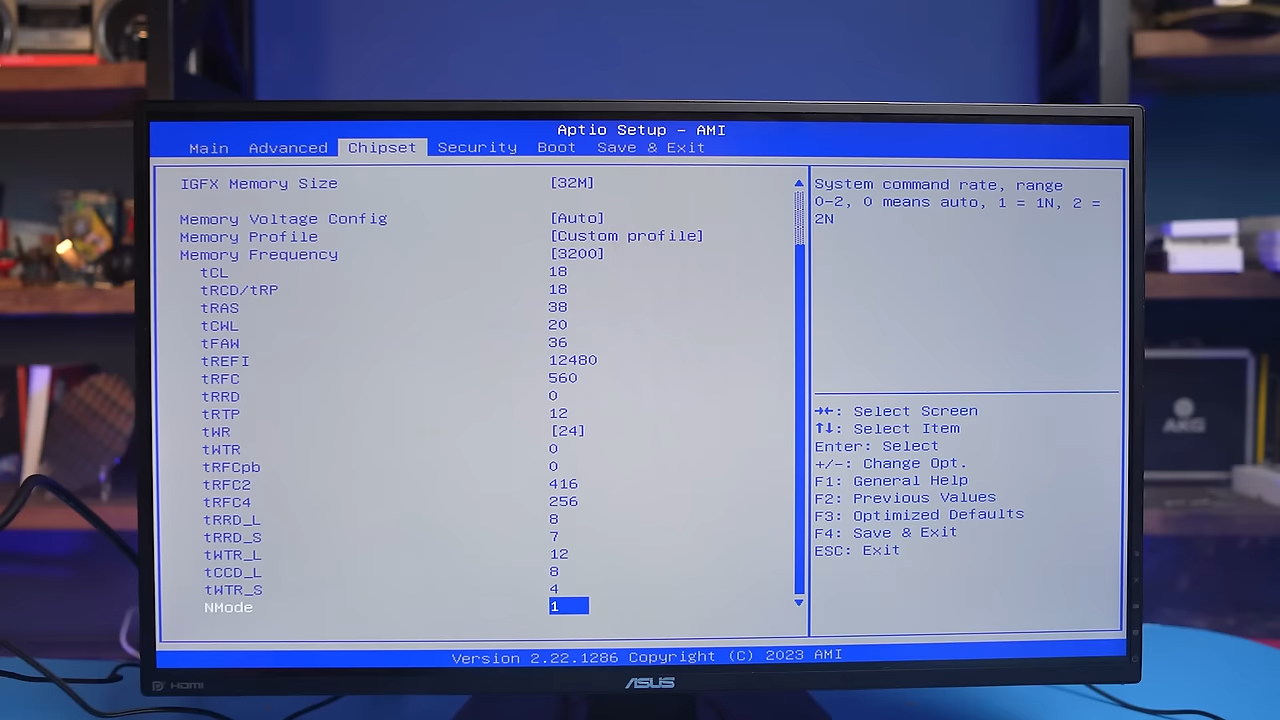 Aptio Setup - AMI
Main Advanced Chipset Security Boot Save & Exit
IGFX Memory Size [32M]
Memory Voltage Config [Auto]
Memory Profile [Custom profile]
Memory Frequency [3200]
tCL 18
tRCD/tRP 18
tRAS 38
tCWL 20
tFAW 36
tREFI 12480
tRFC 560
tRRD 0
tRTP 12
tWR [24]
tWTR 0
tRFCpb 0
tRFC2 416
tRFC4 256
tRRD_L 8
tRRD_S 7
tWTR_L 12
tCCD_L 8
tWTR_S 4
NMode 1
System command rate, range
0-2, 0 means auto, 1 = 1N, 2 =
2N
→←: Select Screen
↑↓: Select Item
Enter: Select
+/-: Change Opt.
F1: General Help
F2: Previous Values
F3: Optimized Defaults
F4: Save & Exit
ESC: Exit
Version 2.22.1286 Copyright (C) 2023 AMI
HDMI
ASUS
AKG